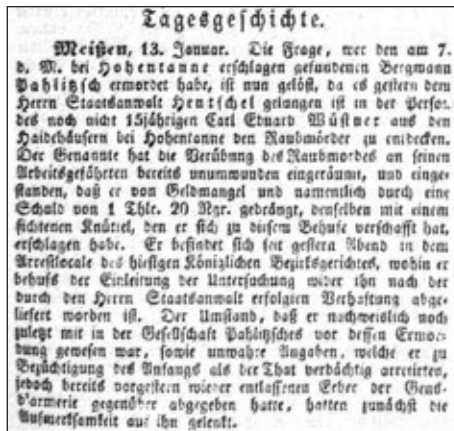 Tagesgeschichte.
Meißen, 13. Januar. Die Frage, wer den am 7.
d. M. bei Hohentanne erschlagen gefundenen Bergmann
Pahlitzsch ermordet habe, ist nun gelöst, da es gestern dem
Herrn Staatsanwalt Hentschel gelungen ist in der Person
des noch nicht 15jährigen Carl Eduard Wüstner aus den
Haidehäusern bei Hohentanne den Raubmörder zu entdecken.
Der Genannte hat die Verübung des Raubmordes an seinen
Arbeitsgefährten bereits unumwunden eingeräumt, und einge-
standen, daß er von Geldmangel und namentlich durch eine
Schuld von 1 Thlr. 20 Ngr. gedrängt, denselben mit einem
fichtenen Knüttel, den er sich zu diesem Behufe verschafft hat,
erschlagen habe. Er befindet sich seit gestern Abend in dem
Arrestlocale des hiesigen Königlichen Bezirksgerichtes, wohin er
behufs der Einleitung der Untersuchung wider ihn nach der
durch den Herrn Staatsanwalt erfolgten Verhaftung abge-
liefert worden ist. Der Umstand, daß er nachweislich noch
zuletzt mit in der Gesellschaft Pahlitzsches vor dessen Ermor-
dung gewesen war, sowie unwahre Angaben, welche er zu
Bezüchtigung des Anfangs als der That verdächtig arretirten,
jedoch bereits vorgestern wieder entlassenen Erber der Gens-
d'armerie gegenüber abgegeben hatte, hatten zunächst die
Aufmerksamkeit auf ihn gelenkt.